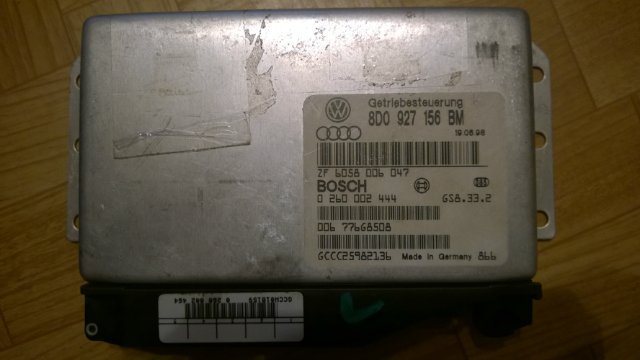 Getriebesteuerung
8D0 927 156 BM
19.06.98
ZF 6058 006 047
BOSCH
0 260 002 444 GS8.33.2
006 77668508
GCCC25982136 Made in Germany 866